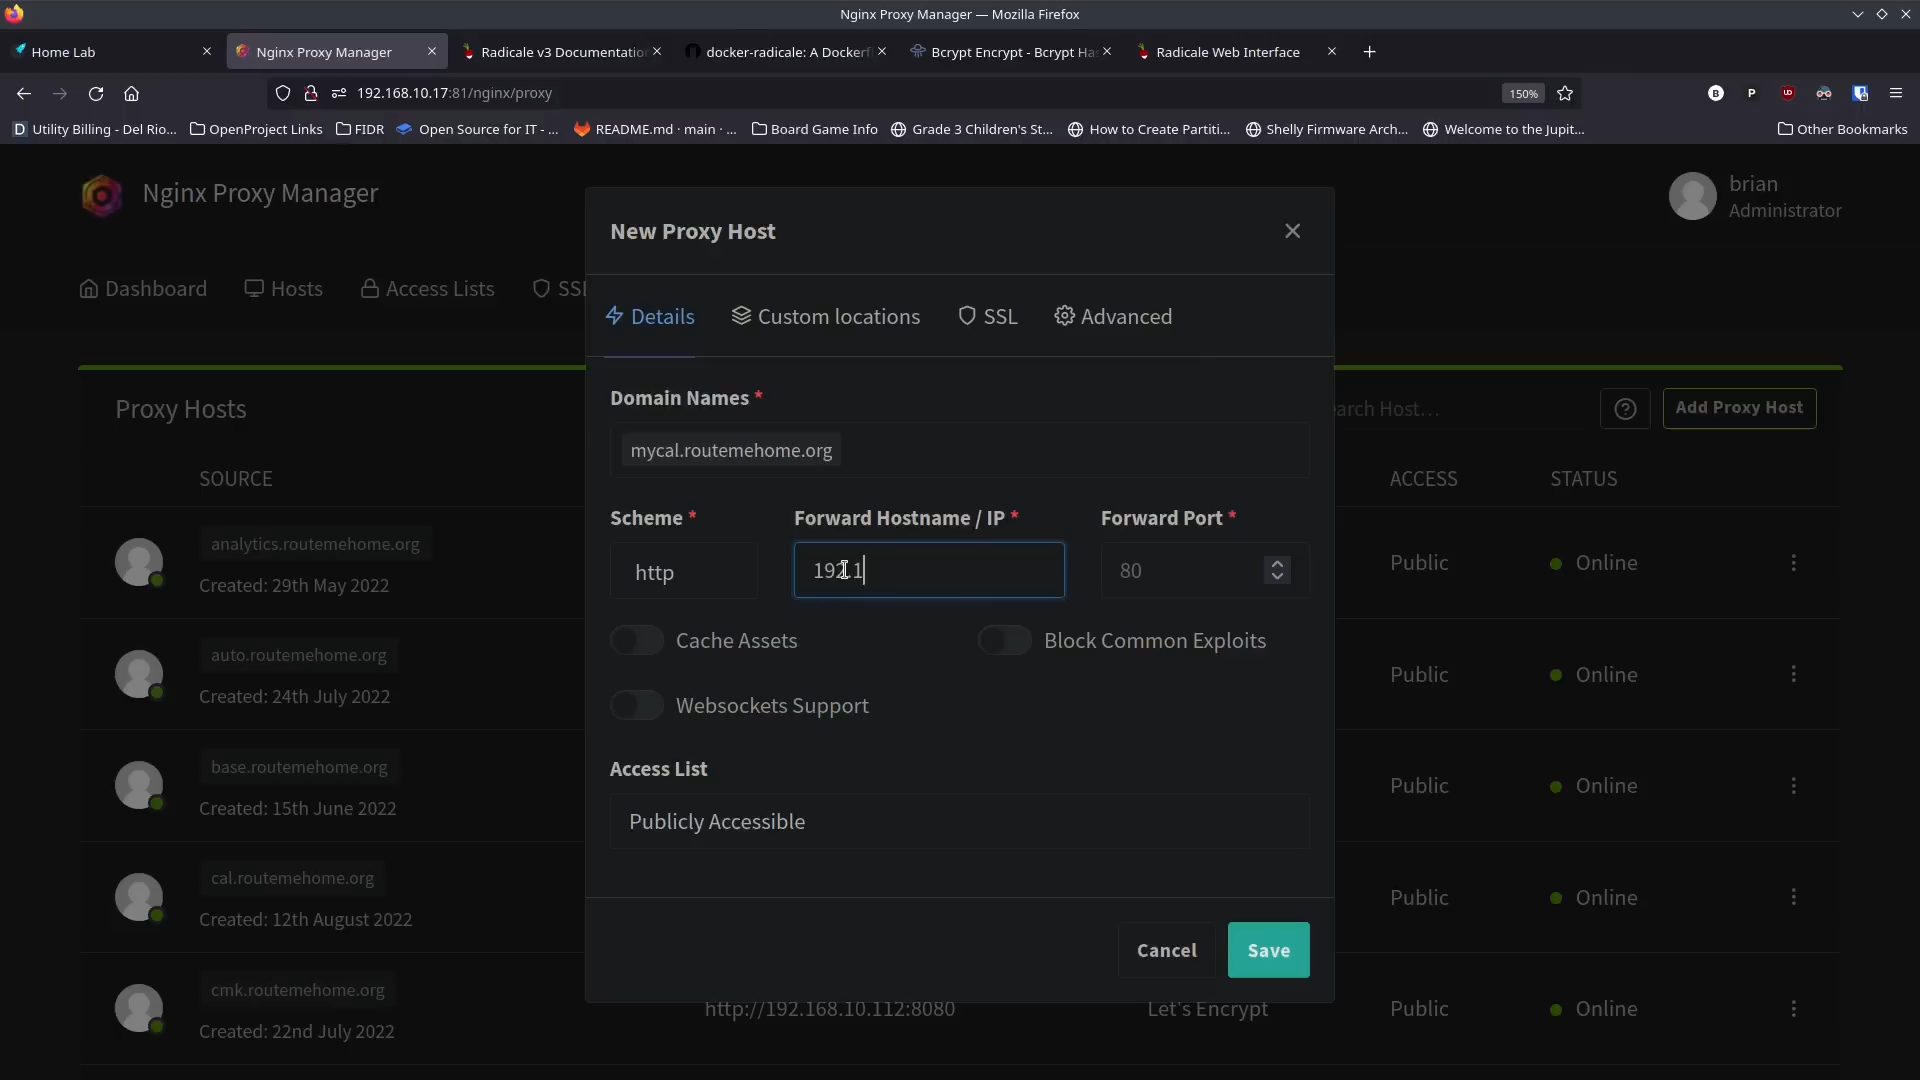 Nginx Proxy Manager — Mozilla Firefox
Home Lab
Nginx Proxy Manager
Radicale v3 Documentatio
docker-radicale: A Dockerf
Bcrypt Encrypt - Bcrypt Ha
Radicale Web Interface
192.168.10.17:81/nginx/proxy
150%
Utility Billing - Del Rio...
OpenProject Links
FIDR
Open Source for IT - ...
README.md · main · ...
Board Game Info
Grade 3 Children's St...
How to Create Partiti...
Shelly Firmware Arch...
Welcome to the Jupit...
Other Bookmarks
Nginx Proxy Manager
brian
Administrator
Dashboard
Hosts
Access Lists
SSL
New Proxy Host
Details
Custom locations
SSL
Advanced
Proxy Hosts
arch Host...
Add Proxy Host
Domain Names *
mycal.routemehome.org
SOURCE
ACCESS
STATUS
Scheme *
Forward Hostname / IP *
Forward Port *
http
192.1
80
analytics.routemehome.org
Created: 29th May 2022
Public
Online
Cache Assets
Block Common Exploits
auto.routemehome.org
Created: 24th July 2022
Public
Online
Websockets Support
base.routemehome.org
Created: 15th June 2022
Public
Online
Access List
Publicly Accessible
cal.routemehome.org
Created: 12th August 2022
Public
Online
Cancel
Save
cmk.routemehome.org
Created: 22nd July 2022
http://192.168.10.112:8080
Let's Encrypt
Public
Online